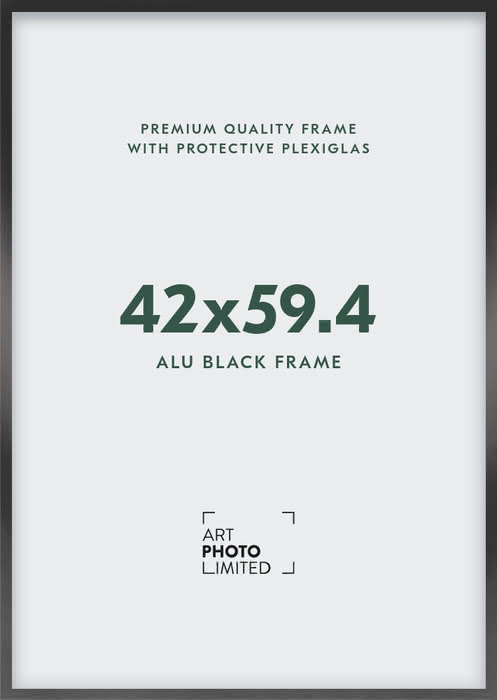 PREMIUM QUALITY FRAME
WITH PROTECTIVE PLEXIGLAS
42x59.4
ALU BLACK FRAME
ART
PHOTO
LIMITED